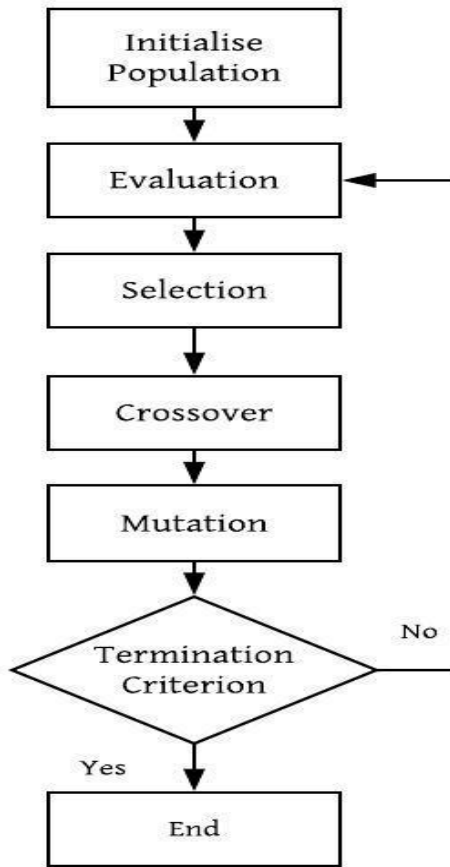 Initialise
Population
Evaluation
Selection
Crossover
Mutation
Termination
Criterion
No
Yes
End